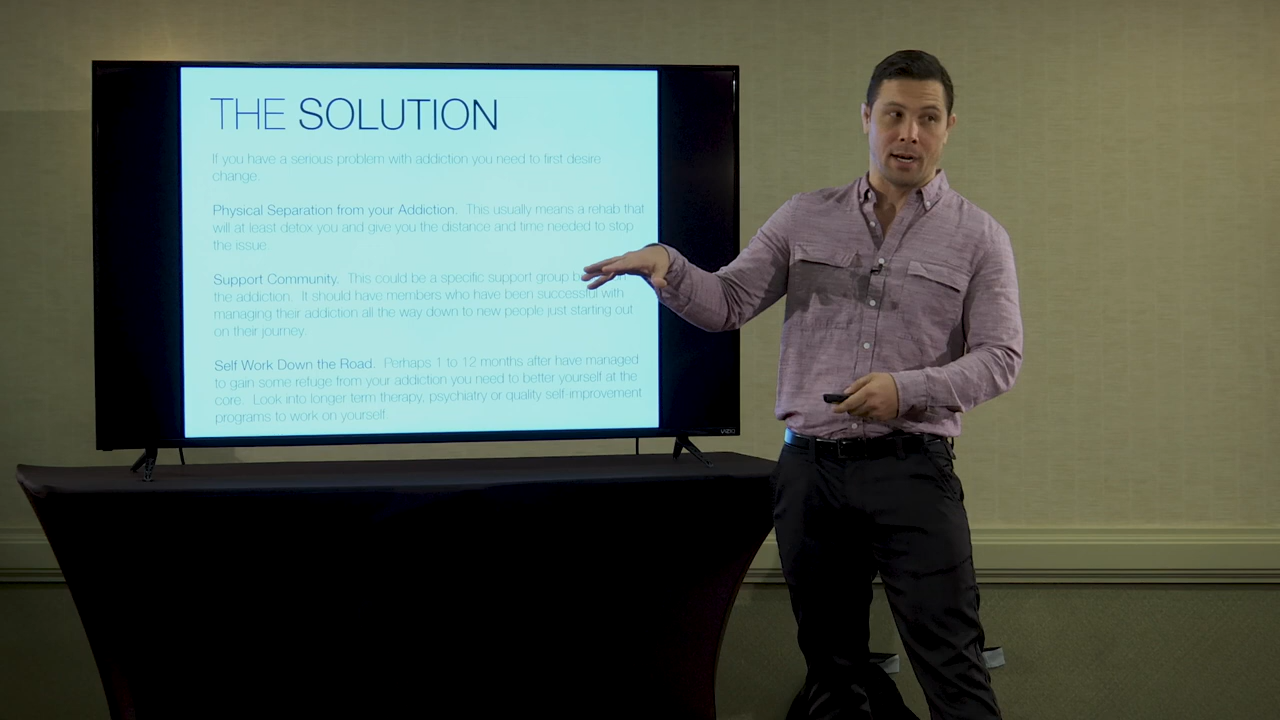 THE SOLUTION
If you have a serious problem with addiction you need to first desire
change.
Physical Separation from your Addiction. This usually means a rehab that
will at least detox you and give you the distance and time needed to stop
the issue.
Support Community. This could be a specific support group
the addiction. It should have members who have been successful with
managing their addiction all the way down to new people just starting out
on their journey.
Self Work Down the Road. Perhaps 1 to 12 months after have managed
to gain some refuge from your addiction you need to better yourself at the
core. Look into longer term therapy, psychiatry or quality self-improvement
programs to work on yourself.
VIZIO